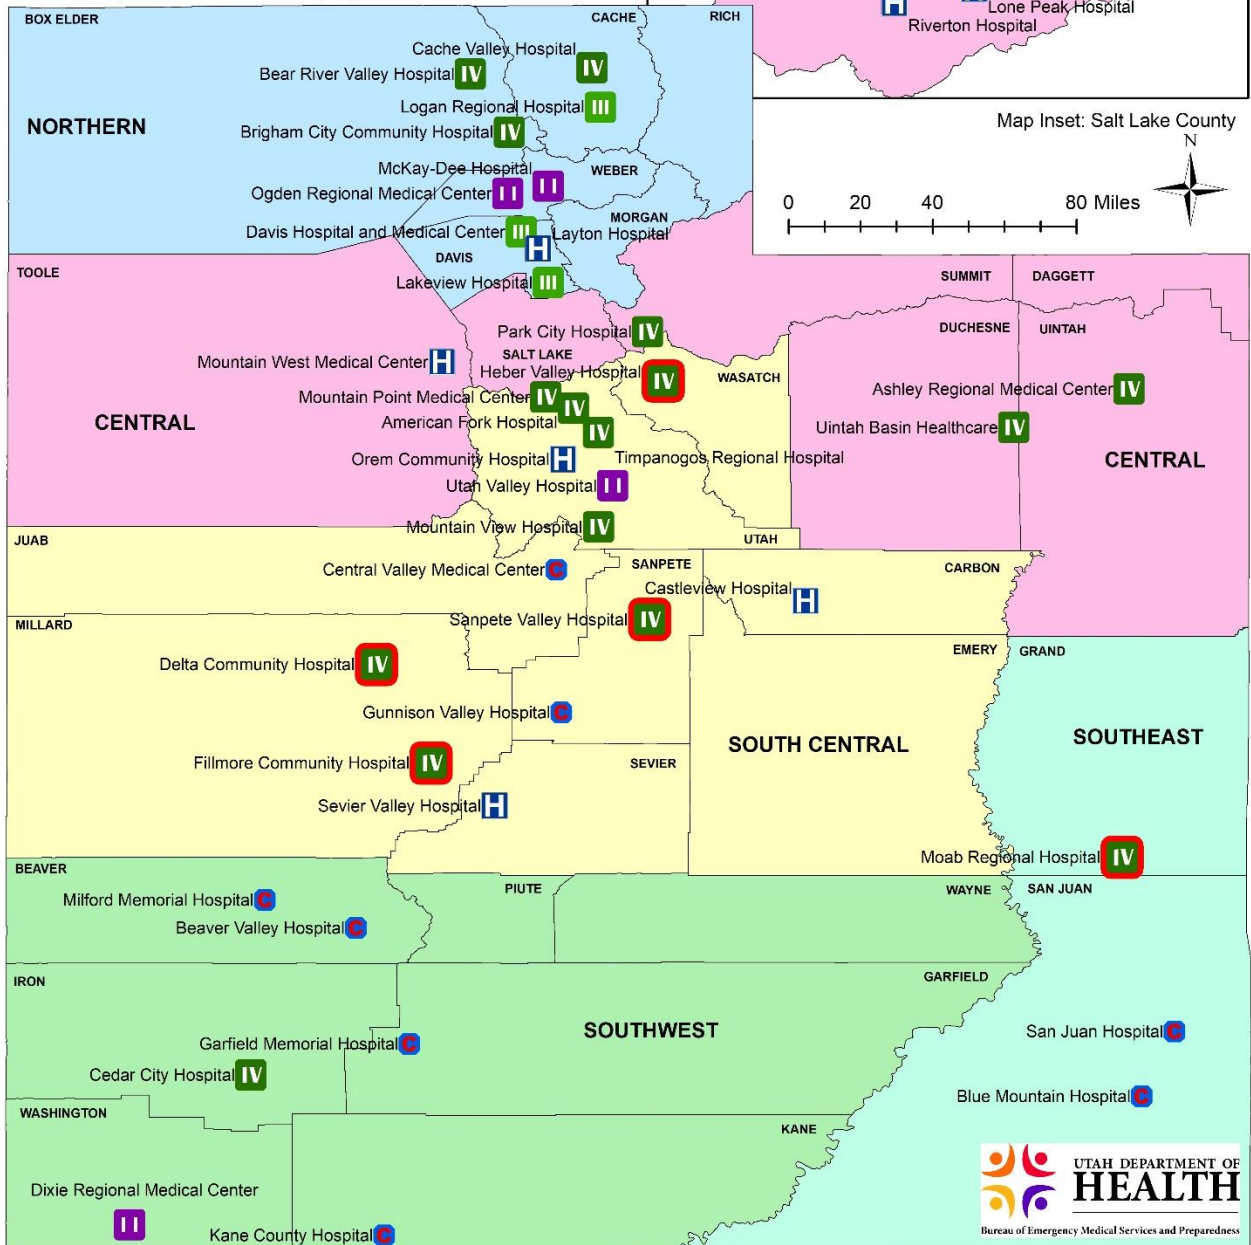 Lone Peak Hospital
Riverton Hospital
BOX ELDER
CACHE
RICH
Cache Valley Hospital
IV
Bear River Valley Hospital
IV
Logan Regional Hospital
III
NORTHERN
Brigham City Community Hospital
IV
Map Inset: Salt Lake County
N
McKay-Dee Hospital
II
WEBER
Ogden Regional Medical Center
II
0 20 40 80 Miles
MORGAN
Davis Hospital and Medical Center
III
Layton Hospital
H
DAVIS
TOOLE
Lakeview Hospital
III
SUMMIT
DAGGETT
Park City Hospital
IV
DUCHESNE
UINTAH
Mountain West Medical Center
H
SALT LAKE
Heber Valley Hospital
IV
WASATCH
Ashley Regional Medical Center
IV
Mountain Point Medical Center
IV
IV
American Fork Hospital
IV
CENTRAL
Uintah Basin Healthcare
IV
Orem Community Hospital
H
Timpanogos Regional Hospital
CENTRAL
Utah Valley Hospital
II
Mountain View Hospital
IV
JUAB
UTAH
Central Valley Medical Center
C
SANPETE
CARBON
Castleview Hospital
H
MILLARD
Sanpete Valley Hospital
IV
EMERY
GRAND
Delta Community Hospital
IV
Gunnison Valley Hospital
C
SOUTH CENTRAL
SOUTHEAST
Fillmore Community Hospital
IV
SEVIER
Sevier Valley Hospital
H
Moab Regional Hospital
IV
BEAVER
PIUTE
WAYNE
SAN JUAN
Milford Memorial Hospital
C
Beaver Valley Hospital
C
IRON
GARFIELD
SOUTHWEST
San Juan Hospital
C
Garfield Memorial Hospital
C
Cedar City Hospital
IV
Blue Mountain Hospital
C
WASHINGTON
KANE
Dixie Regional Medical Center
II
Kane County Hospital
C
UTAH DEPARTMENT OF
HEALTH
Bureau of Emergency Medical Services and Preparedness
H